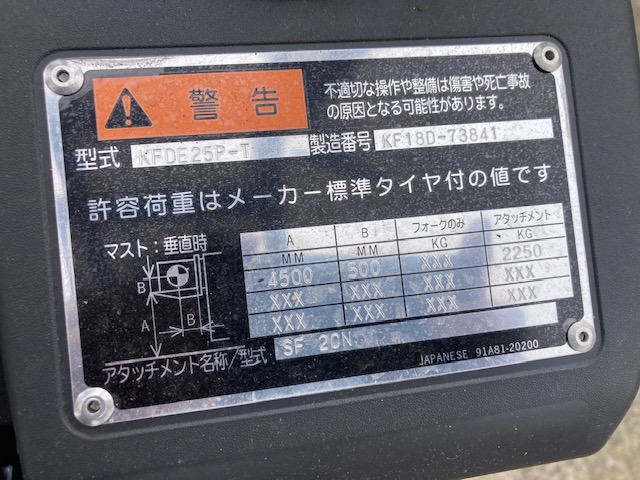 警告
不適切な操作や整備は傷害や死亡事故
の原因となる可能性があります。
型式 KFDE25P-T 製造番号 KF18D-73841
許容荷重はメーカー標準タイヤ付の値です
マスト:垂直時
A B フォークのみ アタッチメント
MM MM KG KG
4500 500 XXX 2250
XXX XXX XXX XXX
XXX XXX XXX XXX
B
A B
アタッチメント名称/型式 SF 20N
JAPANESE 91A81-20200